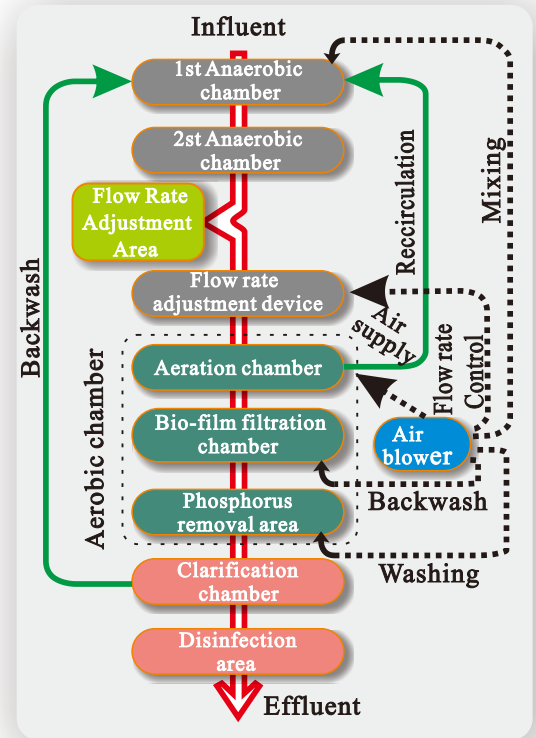 Influent
1st Anaerobic
chamber
2st Anaerobic
chamber
Flow Rate
Adjustment
Area
Flow rate
adjustment device
Aeration chamber
Bio-film filtration
chamber
Phosphorus
removal area
Clarification
chamber
Disinfection
area
Effluent
Backwash
Aerobic chamber
Reccirculation
Mixing
Air
supply
Flow rate
Control
Air
blower
Backwash
Washing